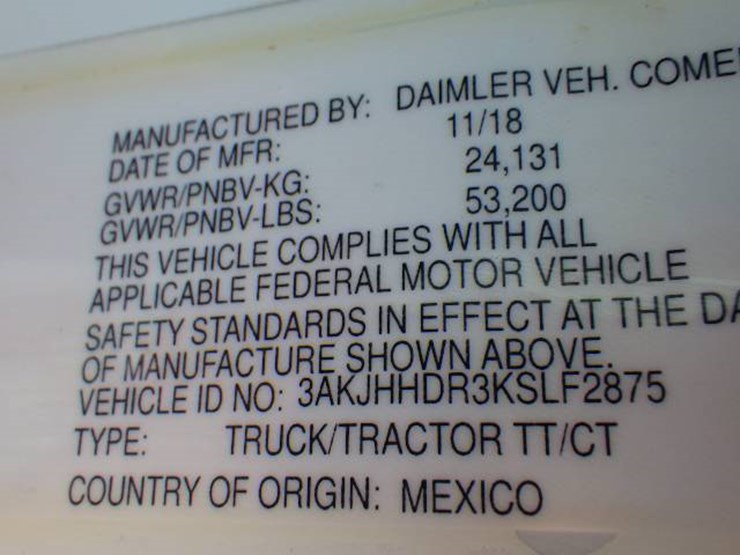 MANUFACTURED BY: DAIMLER VEH. COME
DATE OF MFR: 11/18
GVWR/PNBV-KG: 24,131
GVWR/PNBV-LBS: 53,200
THIS VEHICLE COMPLIES WITH ALL
APPLICABLE FEDERAL MOTOR VEHICLE
SAFETY STANDARDS IN EFFECT AT THE DA
OF MANUFACTURE SHOWN ABOVE.
VEHICLE ID NO: 3AKJHHDR3KSLF2875
TYPE: TRUCK/TRACTOR TT/CT
COUNTRY OF ORIGIN: MEXICO